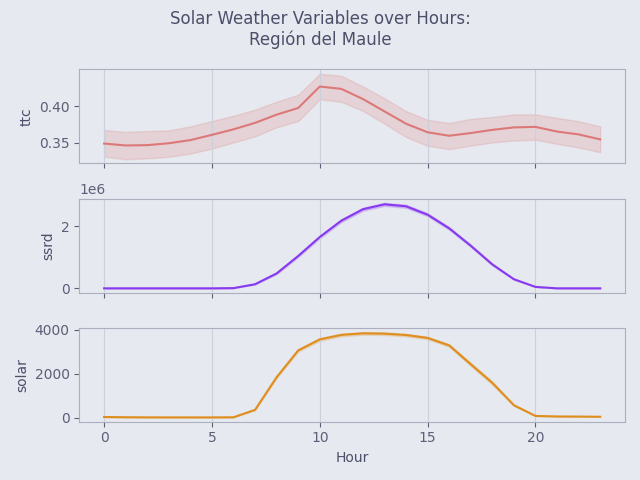 Solar Weather Variables over Hours:
Región del Maule
ttc
0.40
0.35
1e6
ssrd
2
0
solar
4000
2000
0
0 5 10 15 20
Hour